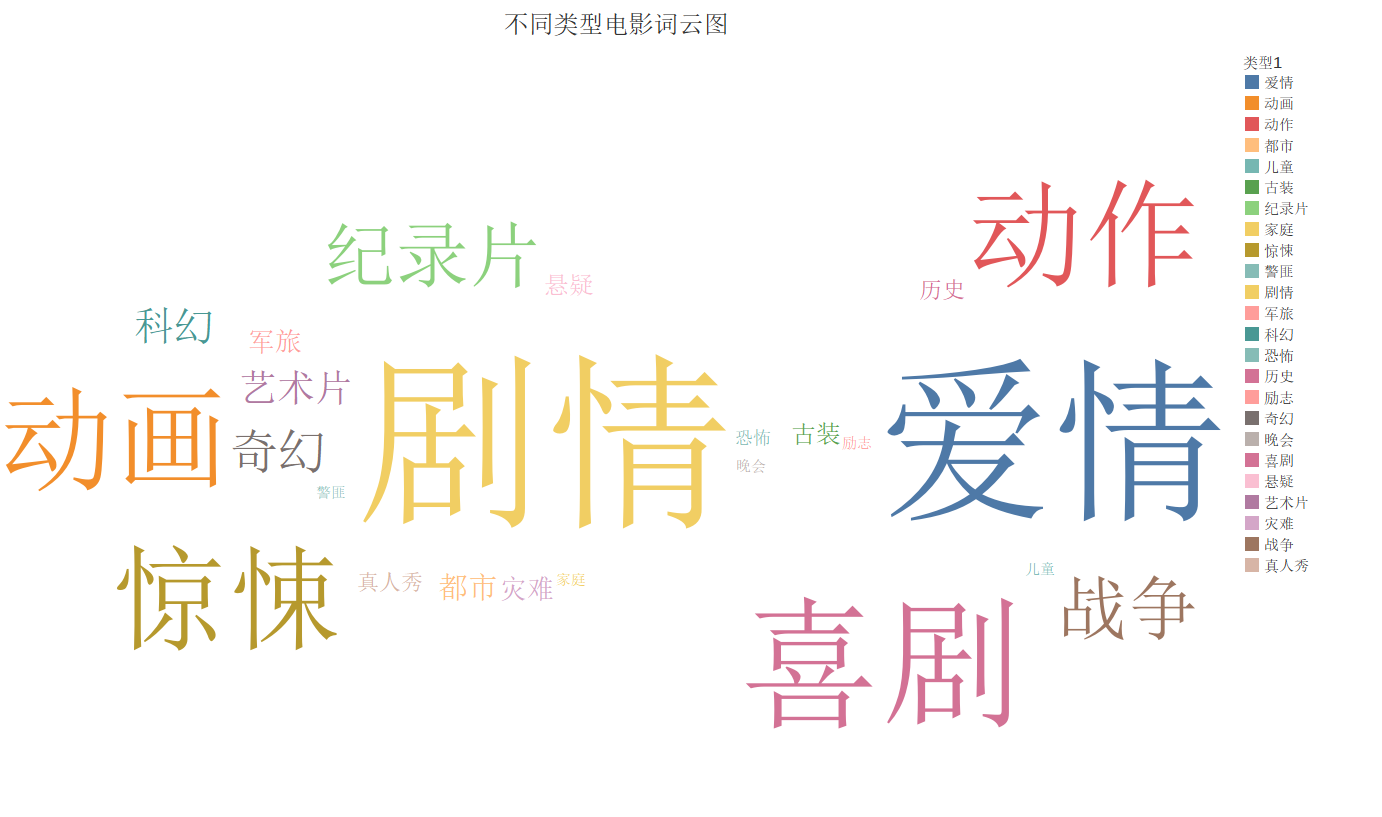 不同类型电影词云图
动作
纪录片
悬疑
历史
科幻
军旅
艺术片
动画
奇幻
剧情
爱情
恐怖
古装
励志
晚会
警匪
惊悚
真人秀
都市
灾难
家庭
儿童
战争
喜剧
类型1
爱情
动画
动作
都市
儿童
古装
纪录片
家庭
惊悚
警匪
剧情
军旅
科幻
恐怖
历史
励志
奇幻
晚会
喜剧
悬疑
艺术片
灾难
战争
真人秀